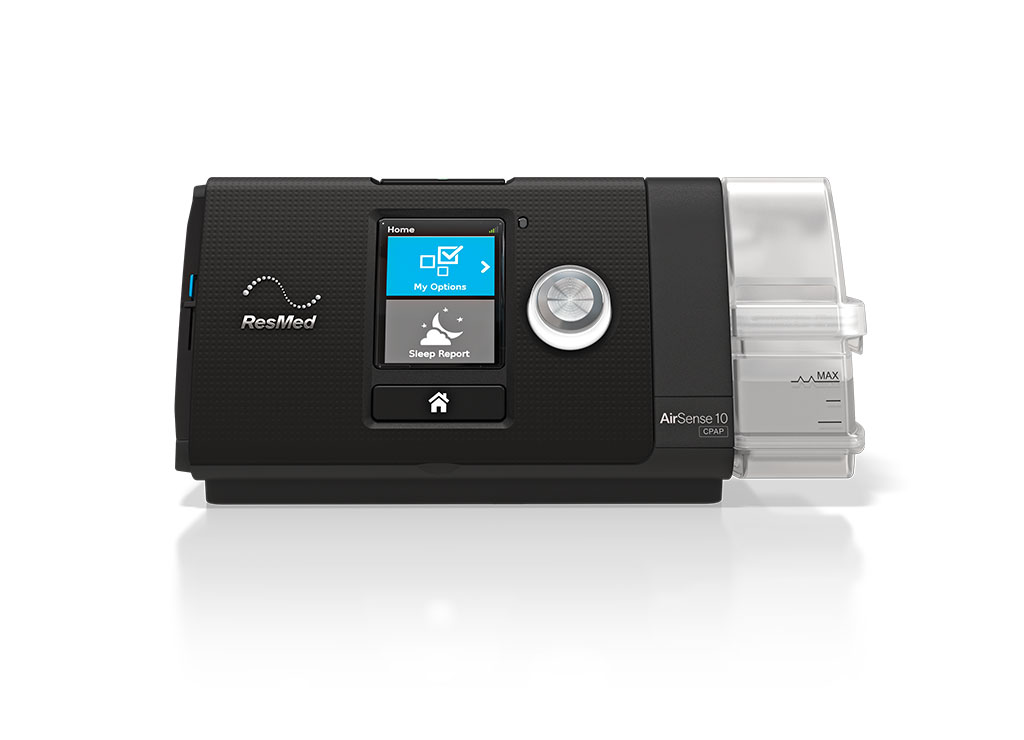 Home
My Options
Sleep Report
ResMed
MAX
AirSense 10
CPAP